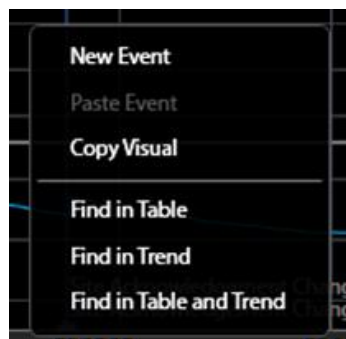 New Event
Paste Event
Copy Visual
Find in Table
Find in Trend
Find in Table and Trend